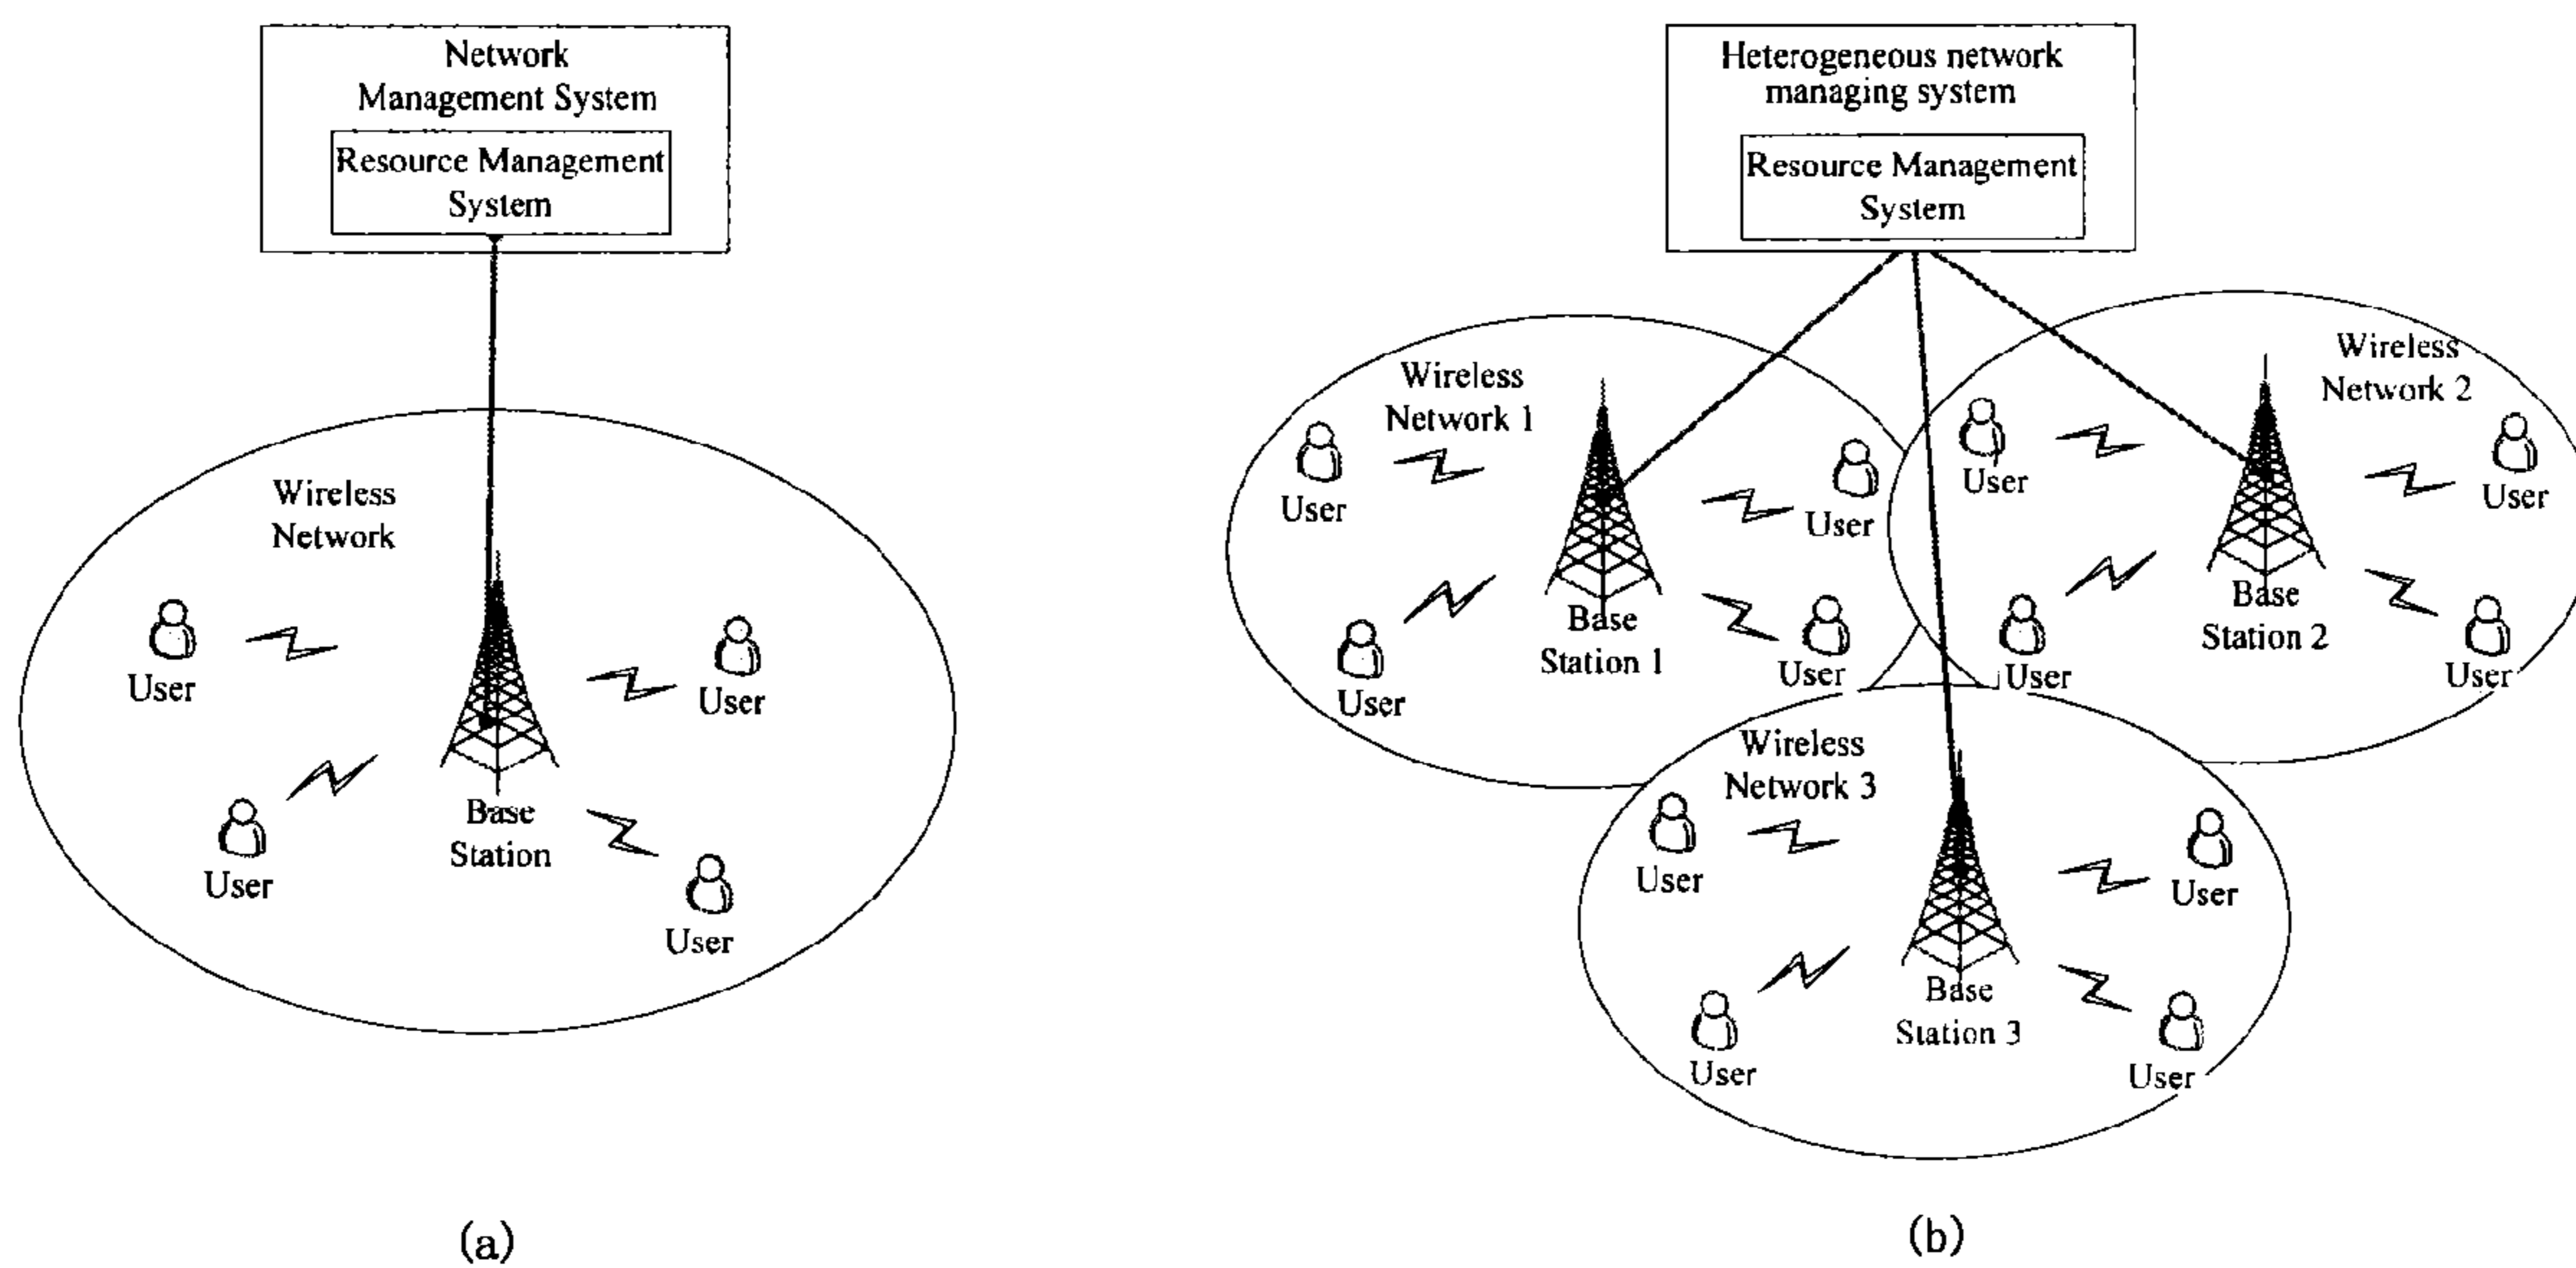 Network
Management System
Resource Management
System
Wireless
Network
User
User
User
User
Base
Station
(a)
Heterogeneous network
managing system
Resource Management
System
Wireless
Network 1
User
User
User
User
Base
Station 1
Wireless
Network 2
User
User
User
User
Base
Station 2
Wireless
Network 3
User
User
User
User
Base
Station 3
(b)